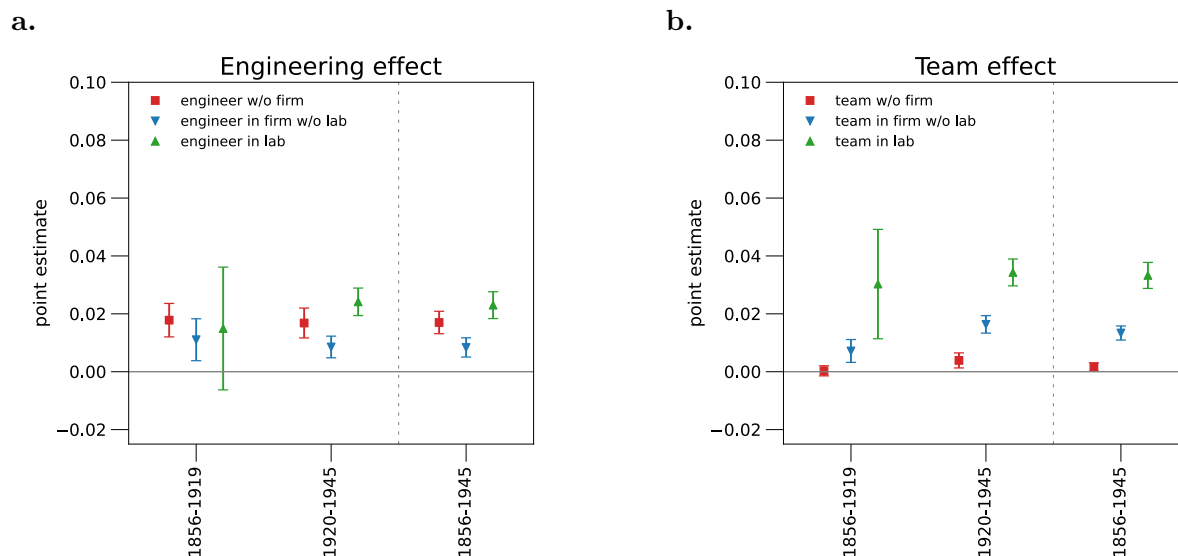 a.
Engineering effect
engineer w/o firm
engineer in firm w/o lab
engineer in lab
point estimate
0.10
0.08
0.06
0.04
0.02
0.00
−0.02
1856-1919
1920-1945
1856-1945
b.
Team effect
team w/o firm
team in firm w/o lab
team in lab
point estimate
0.10
0.08
0.06
0.04
0.02
0.00
−0.02
1856-1919
1920-1945
1856-1945